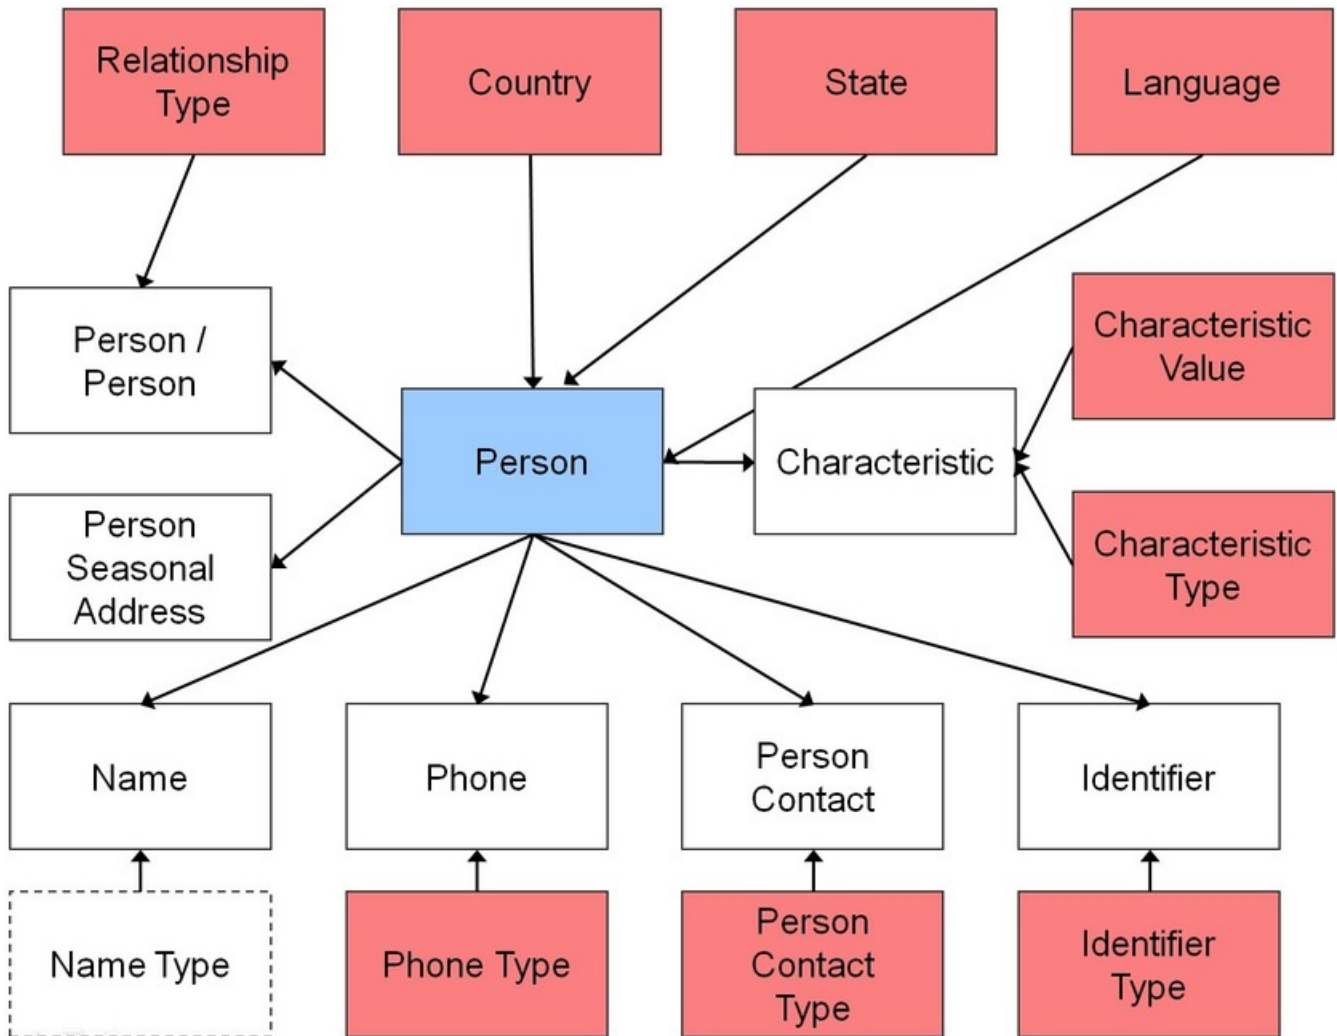 Relationship
Type
Country
State
Language
Person /
Person
Characteristic
Value
Person
Characteristic
Person
Seasonal
Address
Characteristic
Type
Name
Phone
Person
Contact
Identifier
Name Type
Phone Type
Person
Contact
Type
Identifier
Type